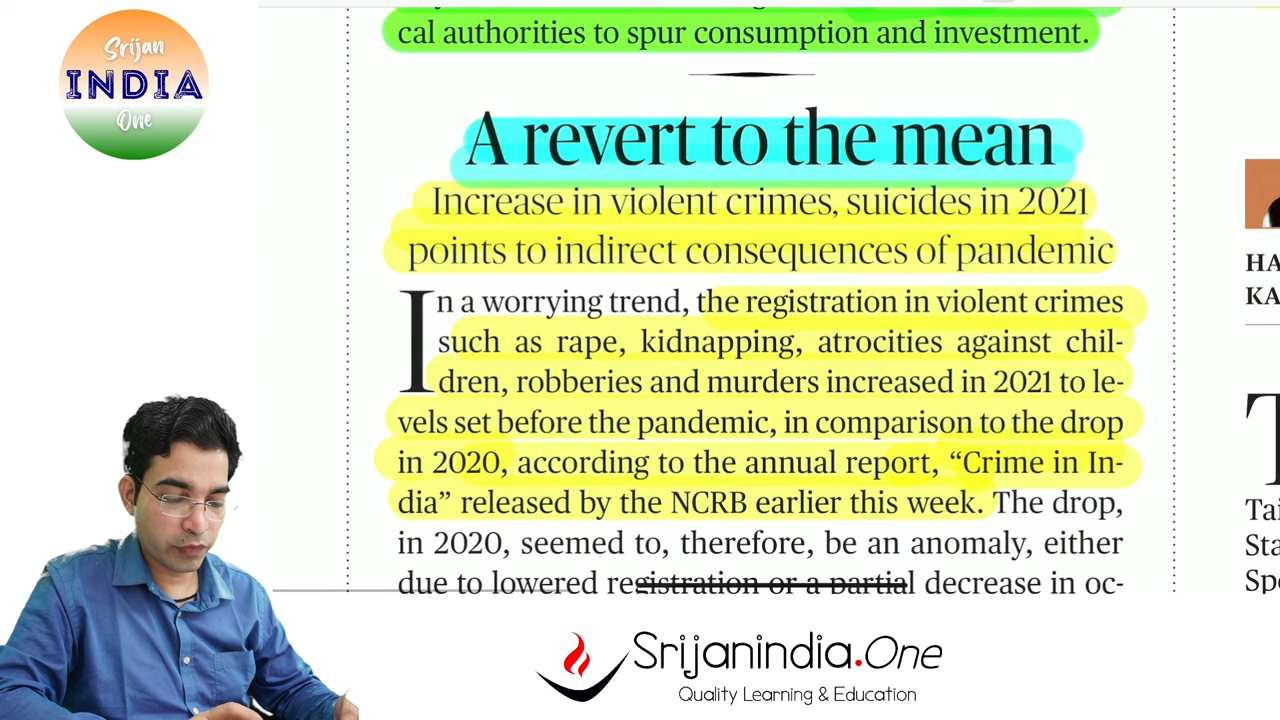 Srijan
INDIA
One
cal authorities to spur consumption and investment.
A revert to the mean
Increase in violent crimes, suicides in 2021
points to indirect consequences of pandemic
In a worrying trend, the registration in violent crimes
such as rape, kidnapping, atrocities against chil-
dren, robberies and murders increased in 2021 to le-
vels set before the pandemic, in comparison to the drop
in 2020, according to the annual report, “Crime in In-
dia” released by the NCRB earlier this week. The drop,
in 2020, seemed to, therefore, be an anomaly, either
due to lowered registration or a partial decrease in oc-
HA
KA
T
Tai
Sta
Spe
Srijanindia.One
Quality Learning & Education